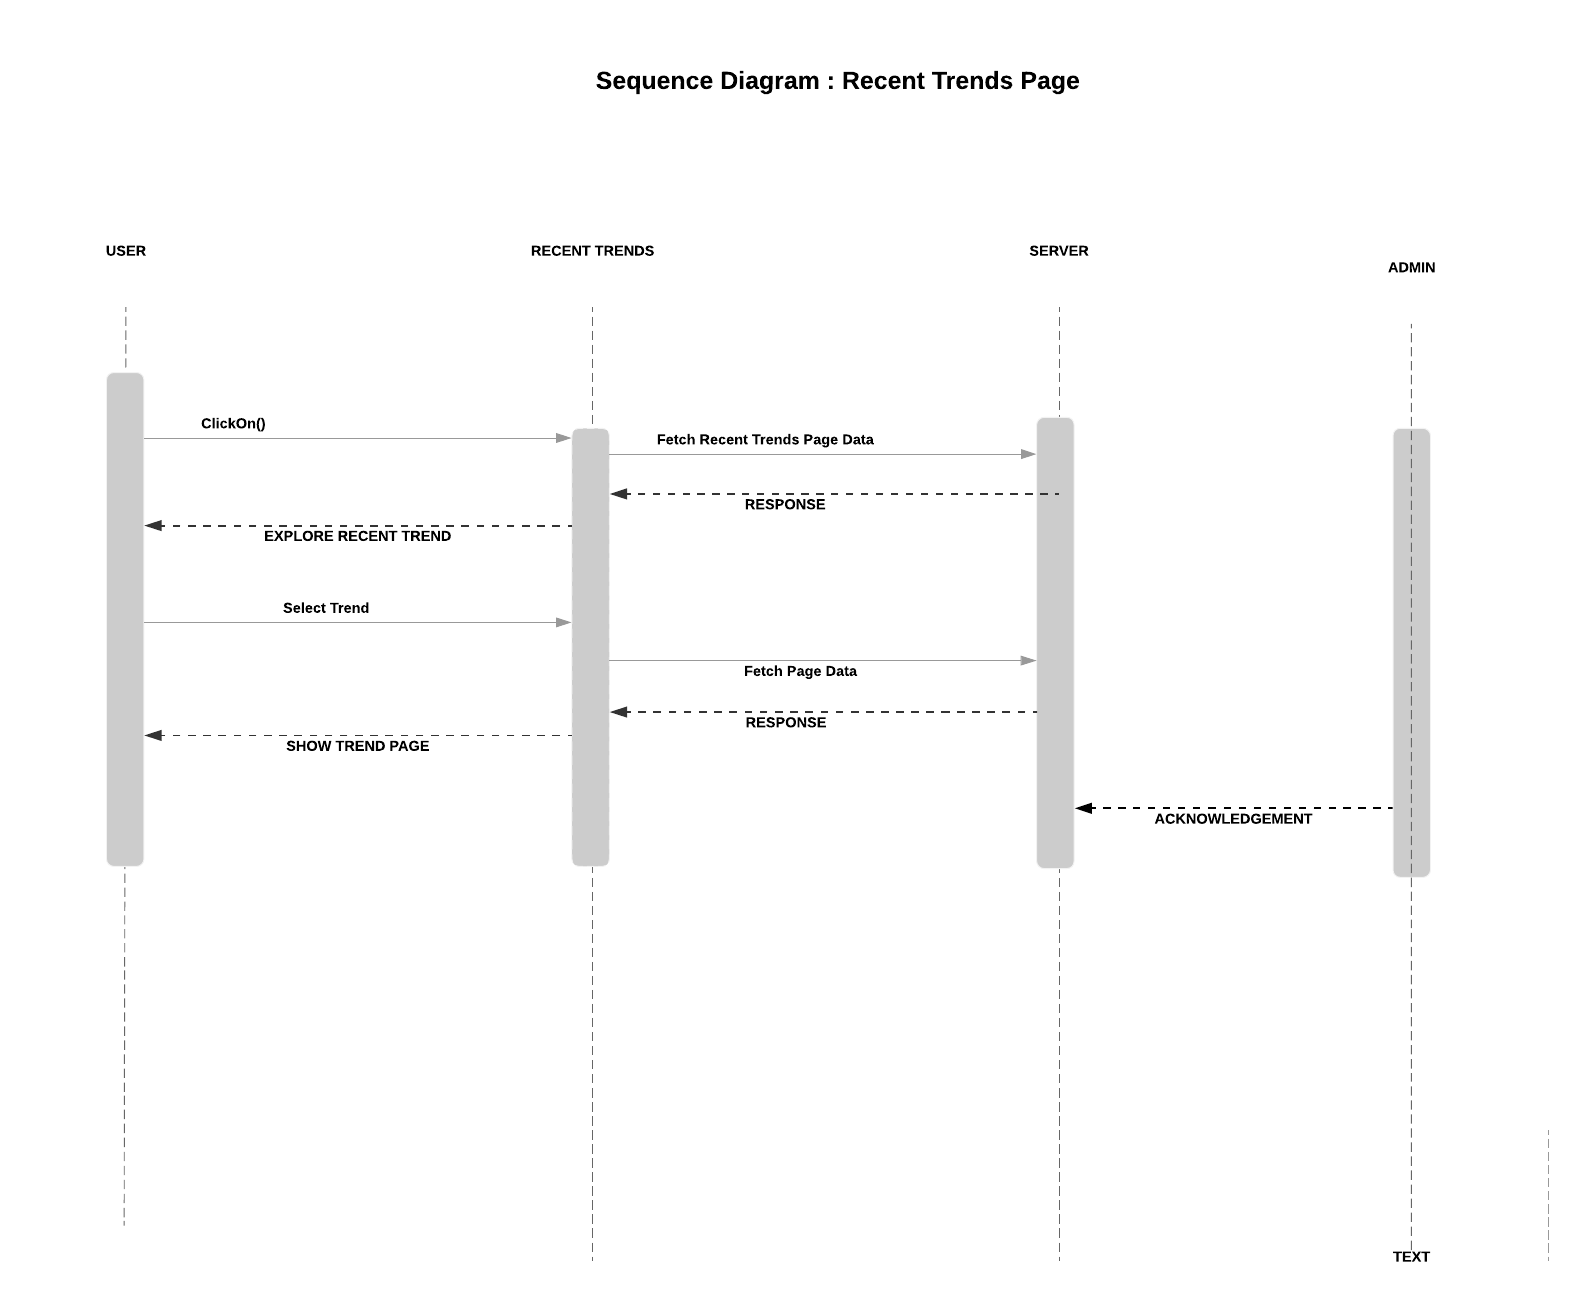 Sequence Diagram : Recent Trends Page
USER
RECENT TRENDS
SERVER
ADMIN
ClickOn()
Fetch Recent Trends Page Data
RESPONSE
EXPLORE RECENT TREND
Select Trend
Fetch Page Data
RESPONSE
SHOW TREND PAGE
ACKNOWLEDGEMENT
TEXT